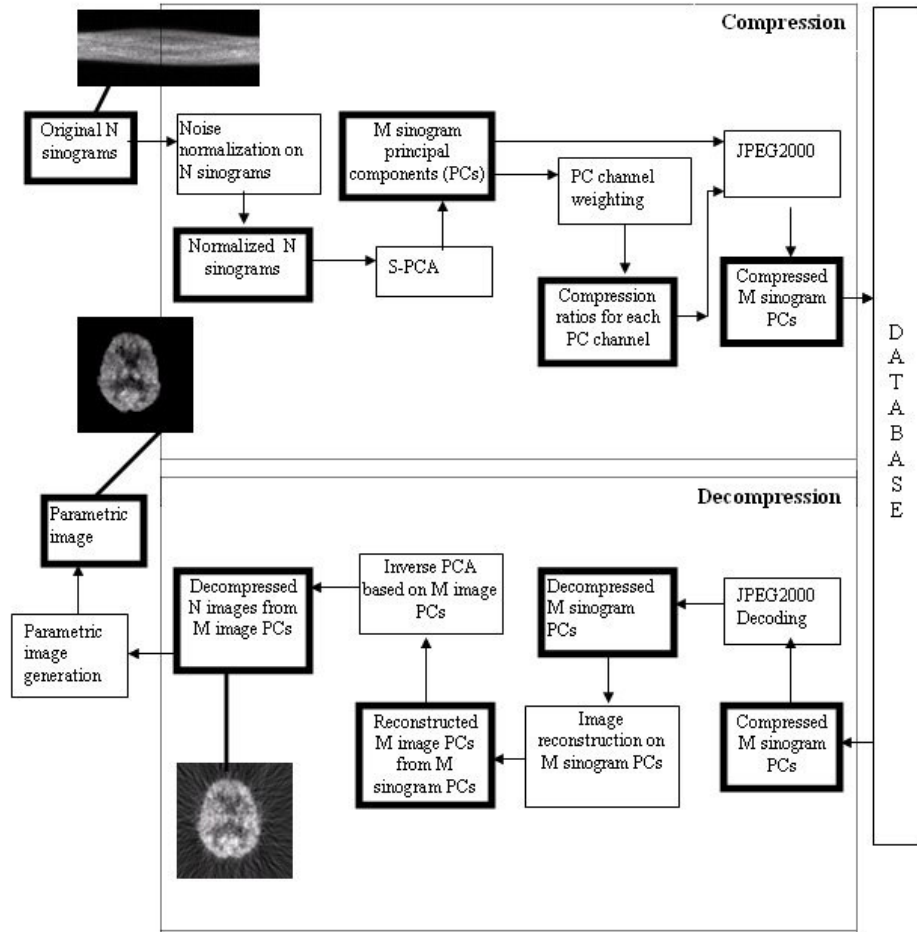 Compression
Original N
sinograms
Noise
normalization on
N sinograms
M sinogram
principal
components (PCs)
JPEG2000
PC channel
weighting
Normalized N
sinograms
S-PCA
Compression
ratios for each
PC channel
Compressed
M sinogram
PCs
D
A
T
A
B
A
S
E
Decompression
Parametric
image
Parametric
image
generation
Decompressed
N images from
M image PCs
Inverse PCA
based on M image
PCs
Decompressed
M sinogram
PCs
JPEG2000
Decoding
Reconstructed
M image PCs
from M
sinogram PCs
Image
reconstruction on
M sinogram PCs
Compressed
M sinogram
PCs